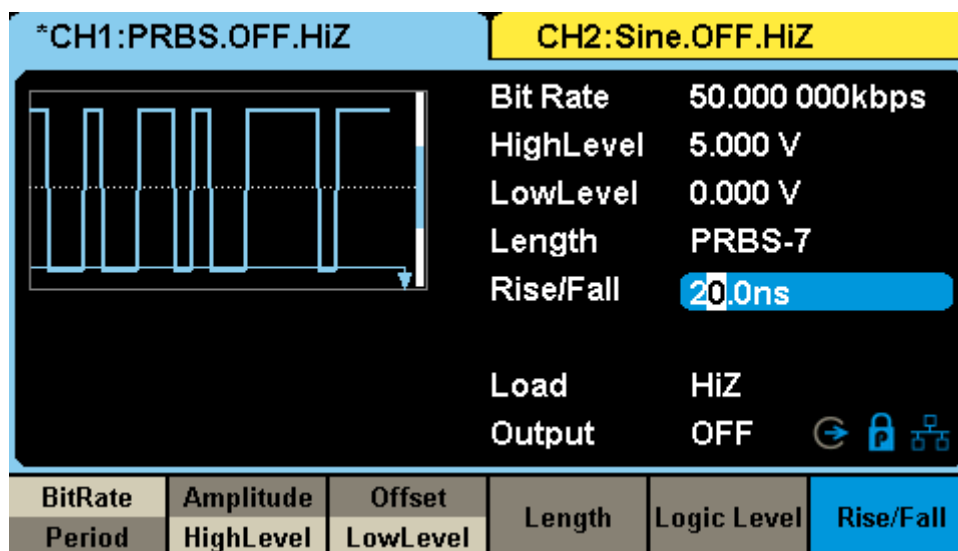 *CH1:PRBS.OFF.HiZ
CH2:Sine.OFF.HiZ
Bit Rate 50.000 000kbps
HighLevel 5.000 V
LowLevel 0.000 V
Length PRBS-7
Rise/Fall 20.0ns
Load HiZ
Output OFF
P
BitRate
Period
Amplitude
HighLevel
Offset
LowLevel
Length
Logic Level
Rise/Fall